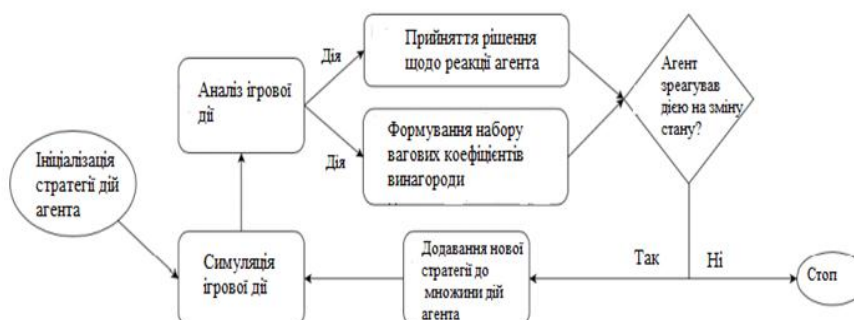 Ініціалізація
стратегії дій
агента
Аналіз ігрової
дії
Дія
Дія
Прийняття рішення
щодо реакції агента
Формування набору
вагових коефіцієнтів
винагороди
Агент
зреагував
дією на зміну
стану?
Симуляція
ігрової дії
Додавання нової
стратегії до
множини дій
агента
Так
Ні
Стоп